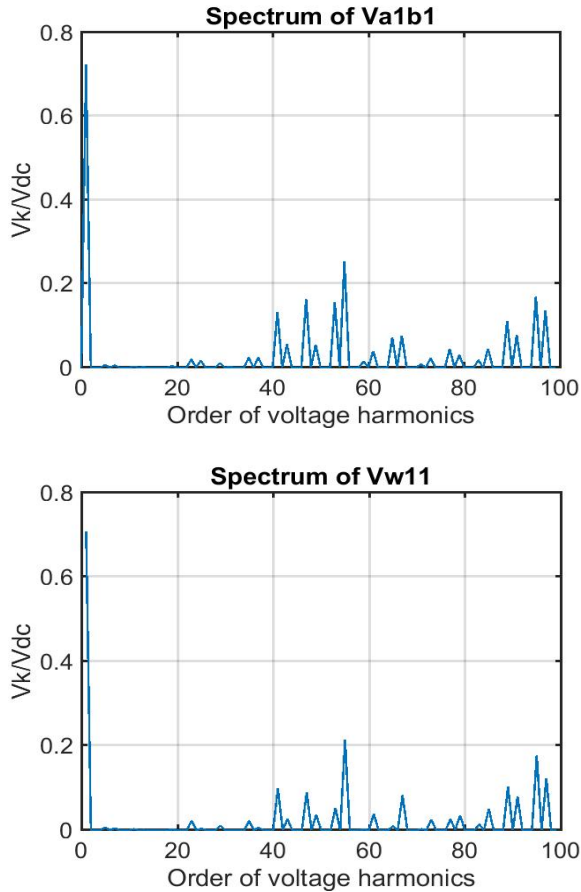 Spectrum of Va1b1
0.8
0.6
0.4
0.2
0
Vk/Vdc
0 20 40 60 80 100
Order of voltage harmonics
Spectrum of Vw11
0.8
0.6
0.4
0.2
0
Vk/Vdc
0 20 40 60 80 100
Order of voltage harmonics